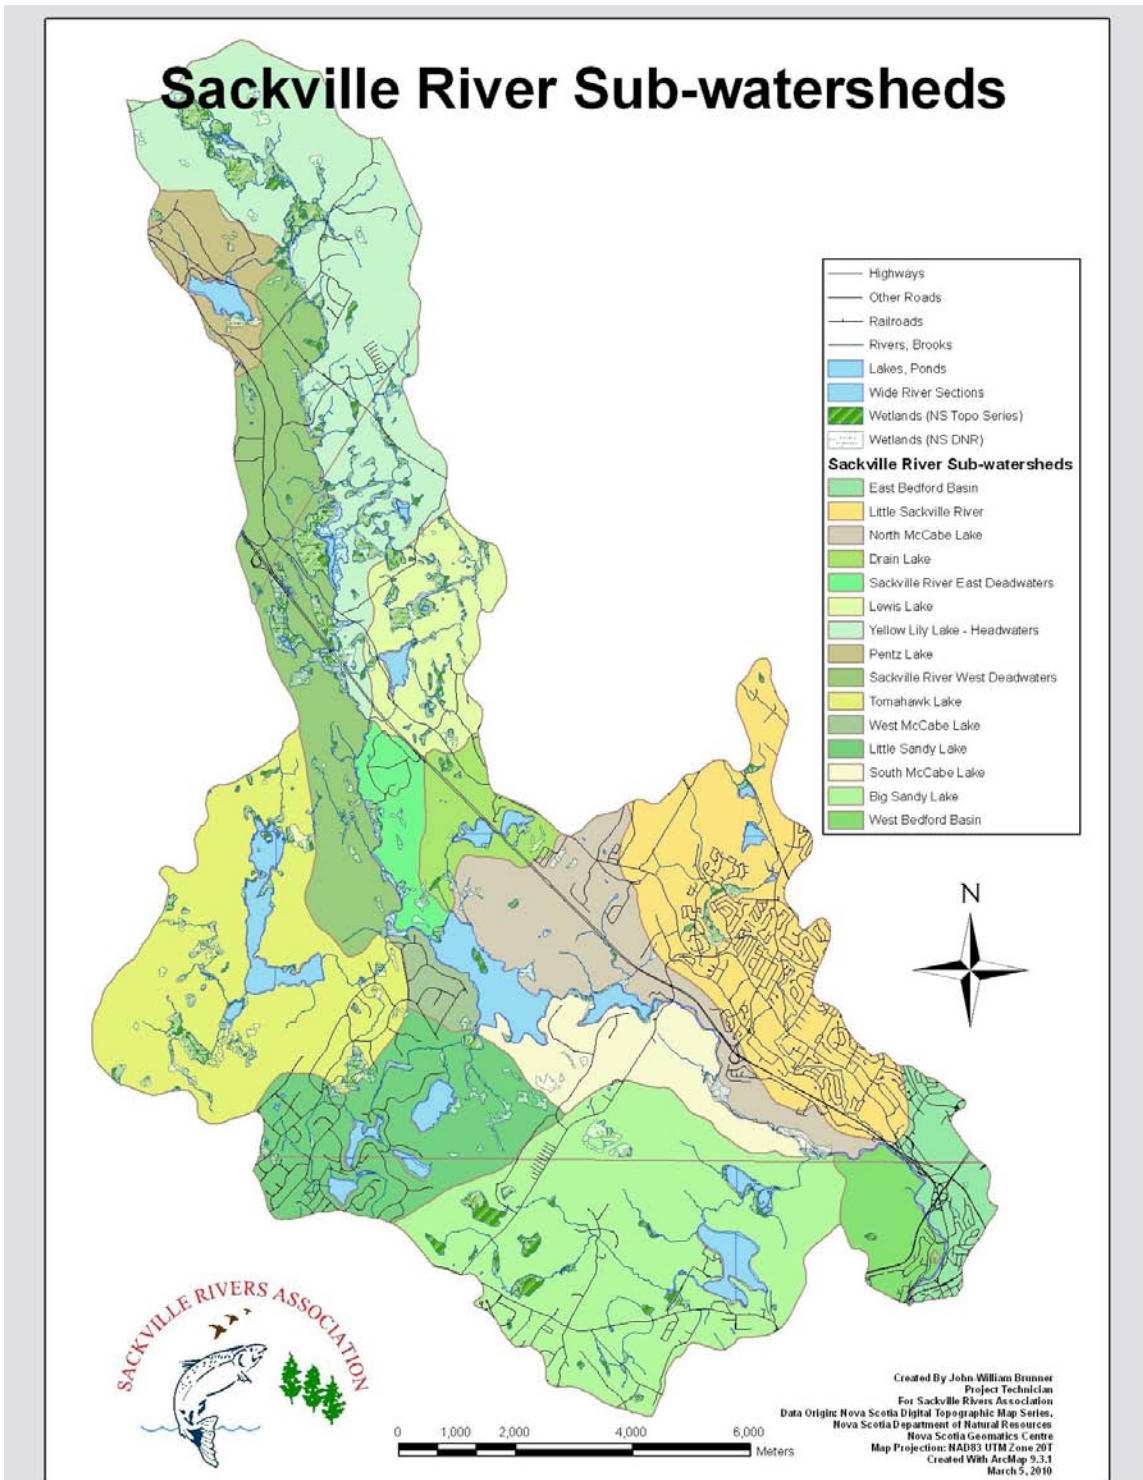 Sackville River Sub-watersheds
Highways
Other Roads
Railroads
Rivers, Brooks
Lakes, Ponds
Wide River Sections
Wetlands (NS Topo Series)
Wetlands (NS DNR)
Sackville River Sub-watersheds
East Bedford Basin
Little Sackville River
North McCabe Lake
Drain Lake
Sackville River East Deadwaters
Lewis Lake
Yellow Lily Lake - Headwaters
Pentz Lake
Sackville River West Deadwaters
Tomahawk Lake
West McCabe Lake
Little Sandy Lake
South McCabe Lake
Big Sandy Lake
West Bedford Basin
N
SACKVILLE RIVERS ASSOCIATION
0 1,000 2,000 4,000 6,000
Meters
Created By John-William Brunner
Project Technician
For Sackville Rivers Association
Data Origin: Nova Scotia Digital Topographic Map Series,
Nova Scotia Department of Natural Resources
Nova Scotia Geomatics Centre
Map Projection: NAD83 UTM Zone 20T
Created With ArcMap 9.3.1
March 5, 2010